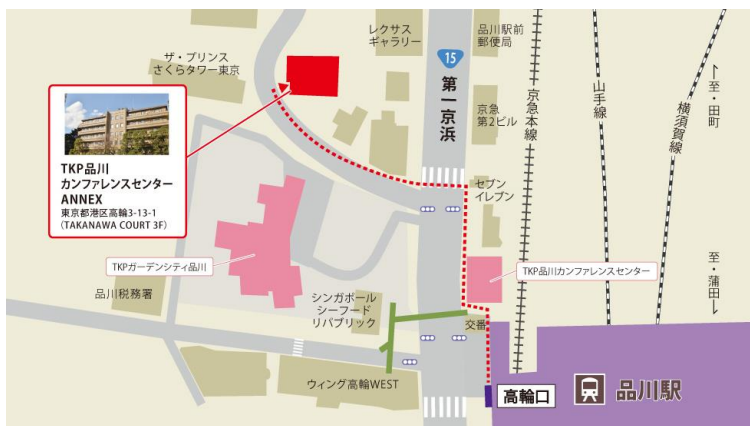 レクサス
ギャラリー
品川駅前
郵便局
ザ・プリンス
さくらタワー東京
15
第一京浜
京急
第2ビル
京急本線
山手線
横須賀線
至・田町
TKP品川
カンファレンスセンター
ANNEX
東京都港区高輪3-13-1
(TAKANAWA COURT 3F)
セブン
イレブン
TKPガーデンシティ品川
TKP品川カンファレンスセンター
至・蒲田
品川税務署
シンガポール
シーフード
リパブリック
交番
ウィング高輪WEST
高輪口
品川駅